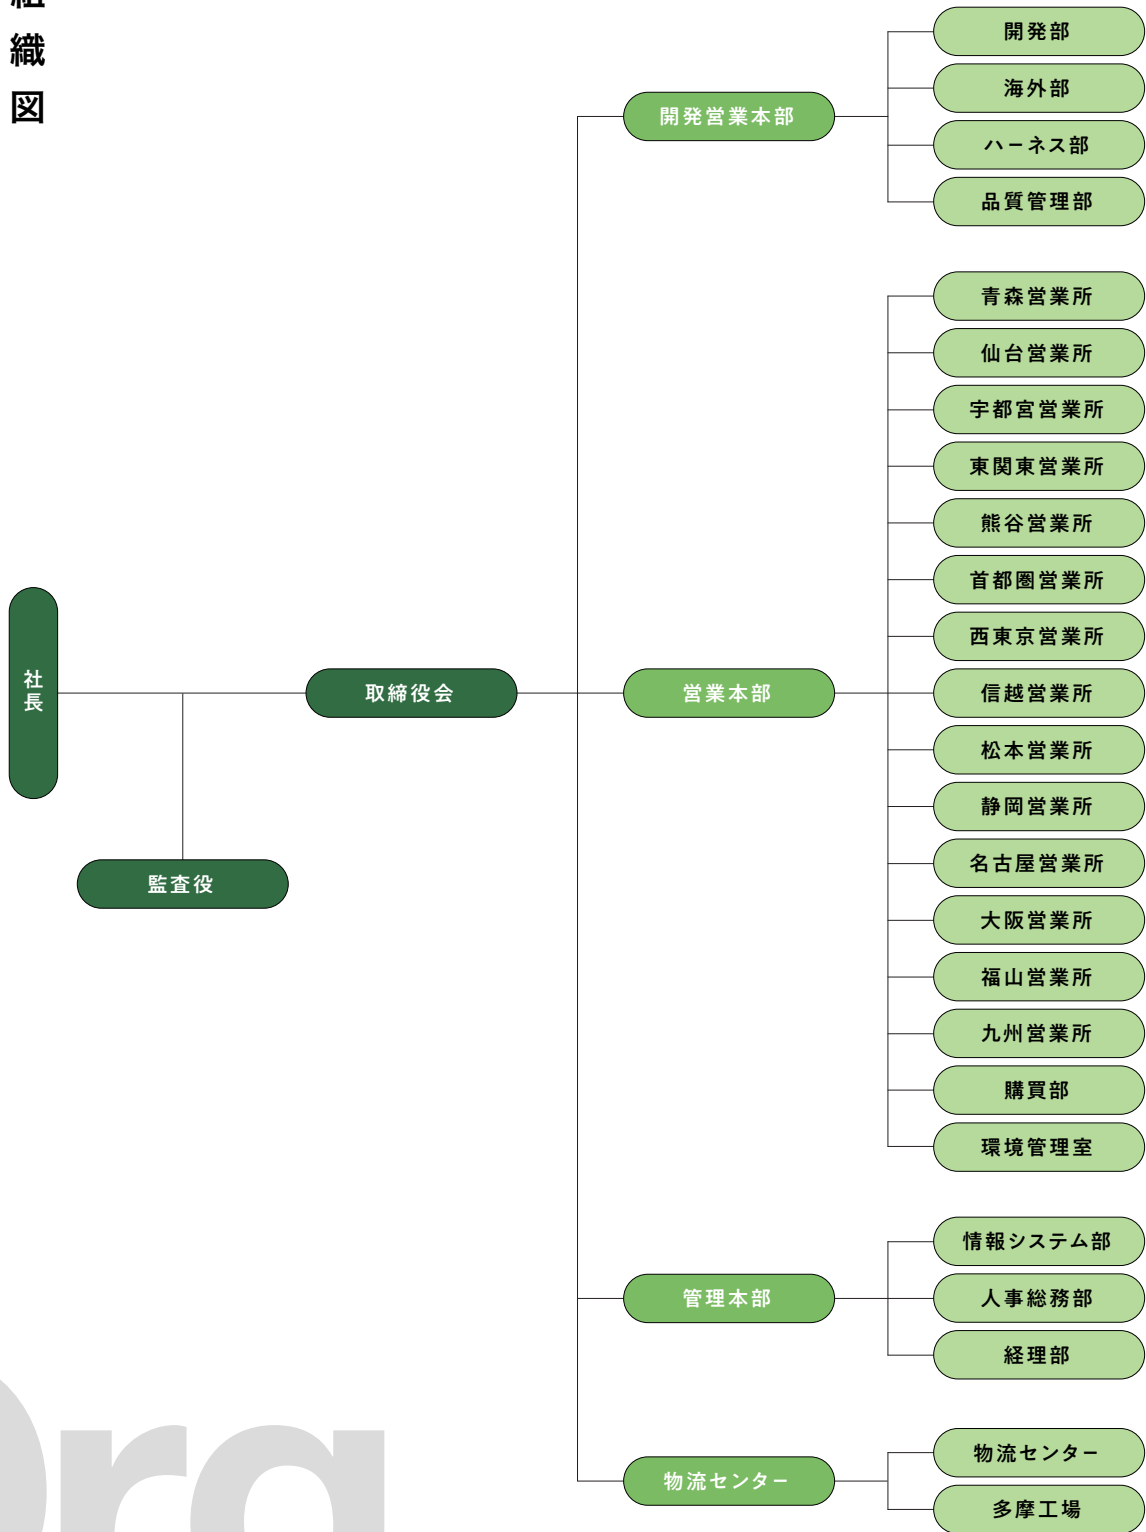 組織図
社長
監査役
取締役会
開発営業本部
開発部
海外部
ハーネス部
品質管理部
営業本部
青森営業所
仙台営業所
宇都宮営業所
東関東営業所
熊谷営業所
首都圏営業所
西東京営業所
信越営業所
松本営業所
静岡営業所
名古屋営業所
大阪営業所
福山営業所
九州営業所
購買部
環境管理室
管理本部
情報システム部
人事総務部
経理部
物流センター
物流センター
多摩工場
Org